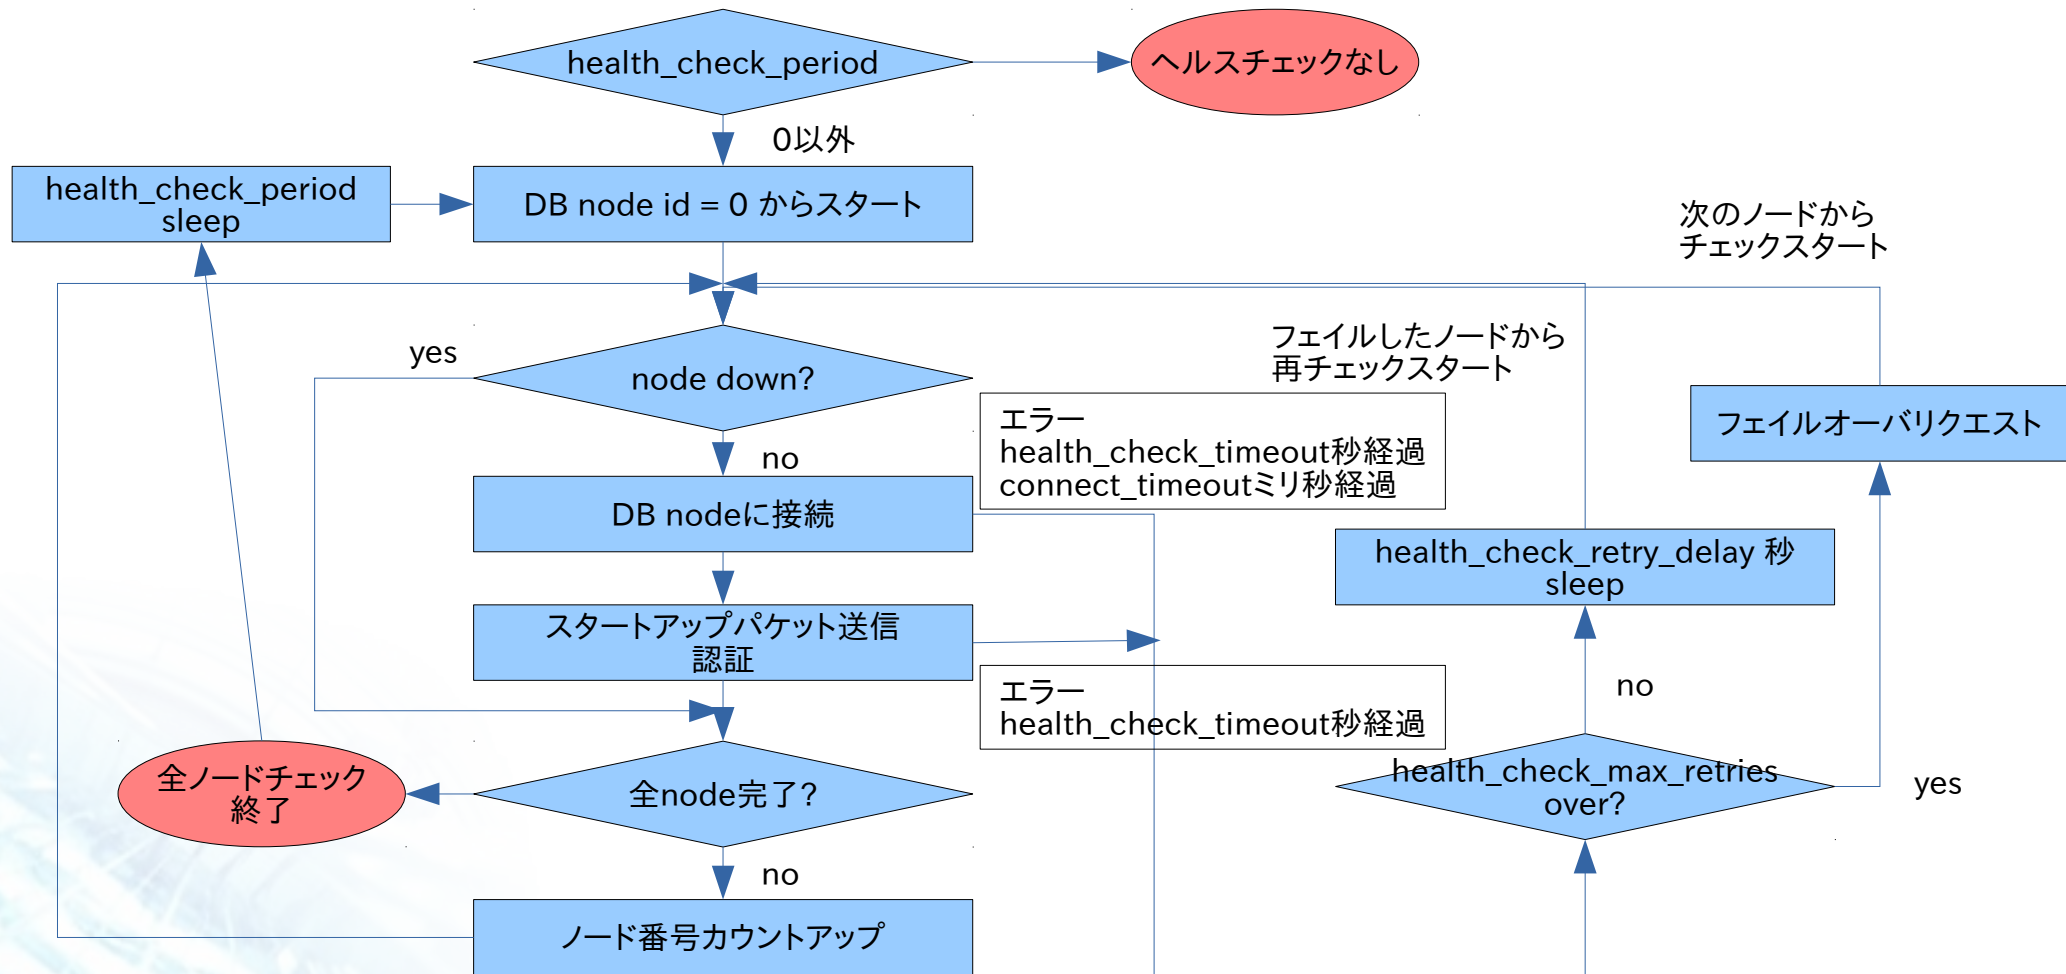 health_check_period
ヘルスチェックなし
0以外
health_check_period
sleep
DB node id = 0 からスタート
次のノードから
チェックスタート
yes
node down?
フェイルしたノードから
再チェックスタート
no
エラー
health_check_timeout秒経過
connect_timeoutミリ秒経過
フェイルオーバリクエスト
DB nodeに接続
health_check_retry_delay 秒
sleep
スタートアップパケット送信
認証
エラー
health_check_timeout秒経過
no
全ノードチェック
終了
全node完了?
health_check_max_retries
over?
yes
no
ノード番号カウントアップ